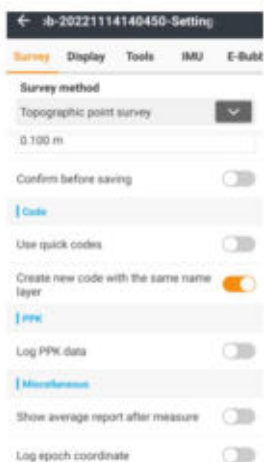 ← b-20221114140450-Setting
Survey Display Tools IMU E-Bubb
Survey method
Topographic point survey
0.100 m
Confirm before saving
Code
Use quick codes
Create new code with the same name
layer
PPK
Log PPK data
Miscellaneous
Show average report after measure
Log epoch coordinate